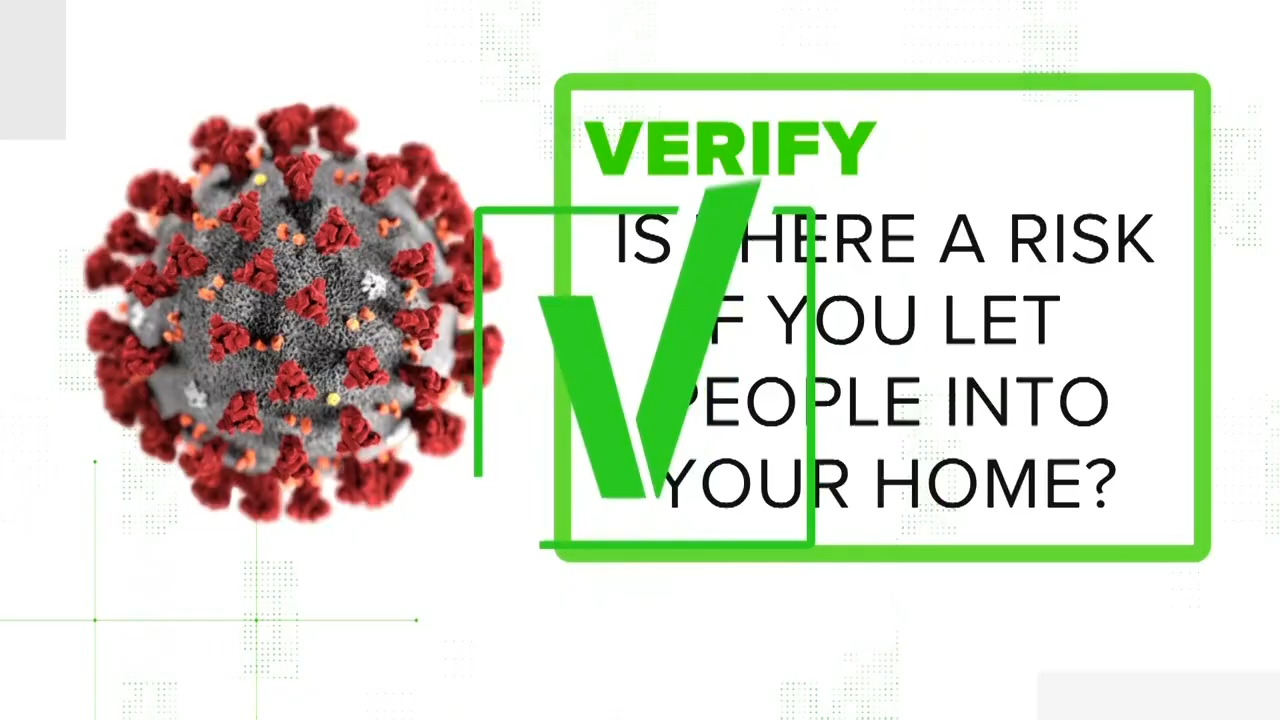 VERIFY
IS THERE A RISK
IF YOU LET
PEOPLE INTO
YOUR HOME?